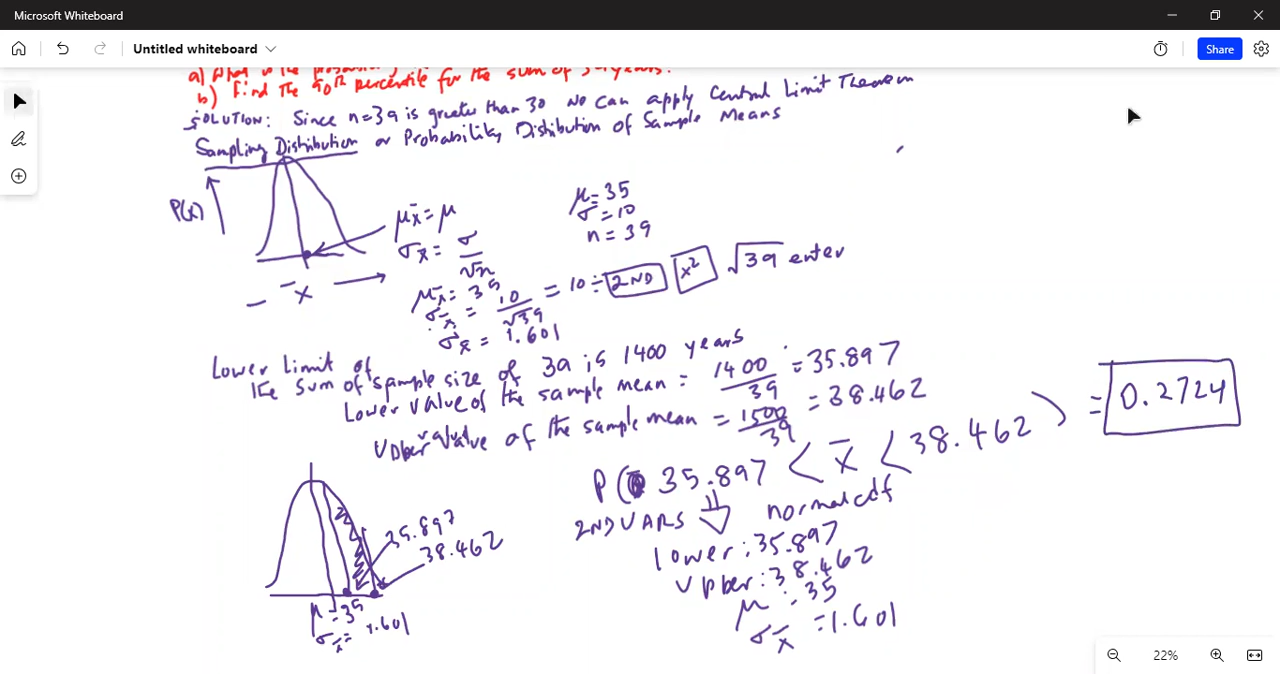 Microsoft Whiteboard
Untitled whiteboard
Share
a) What is the
b) Find the 90th percentile for the sum of 39 years.
SOLUTION: Since n=39 is greater than 30 we can apply Central Limit Theorem
Sampling Distribution or Probability Distibution of Sample Means
P(x)
μx̄ = μ
σx̄ = σ/√n
μ = 35
σ = 10
n = 39
x̄
μx̄ = 35
σx̄ = 10/√39 = 10 ÷ 2ND x² √39 enter
σx̄ = 1.601
Lower Limit of
the sum of sample size of 39 is 1400 years
Lower value of the sample mean = 1400/39 = 35.897
Upper value of the sample mean = 1500/39 = 38.462
P(35.897 < x̄ < 38.462) = 0.2724
2ND VARS ⇓ normalcdf
lower: 35.897
Upper: 38.462
μ = 35
σx̄ = 1.601
35.897
38.462
μ = 35
σx̄ = 1.601
22%